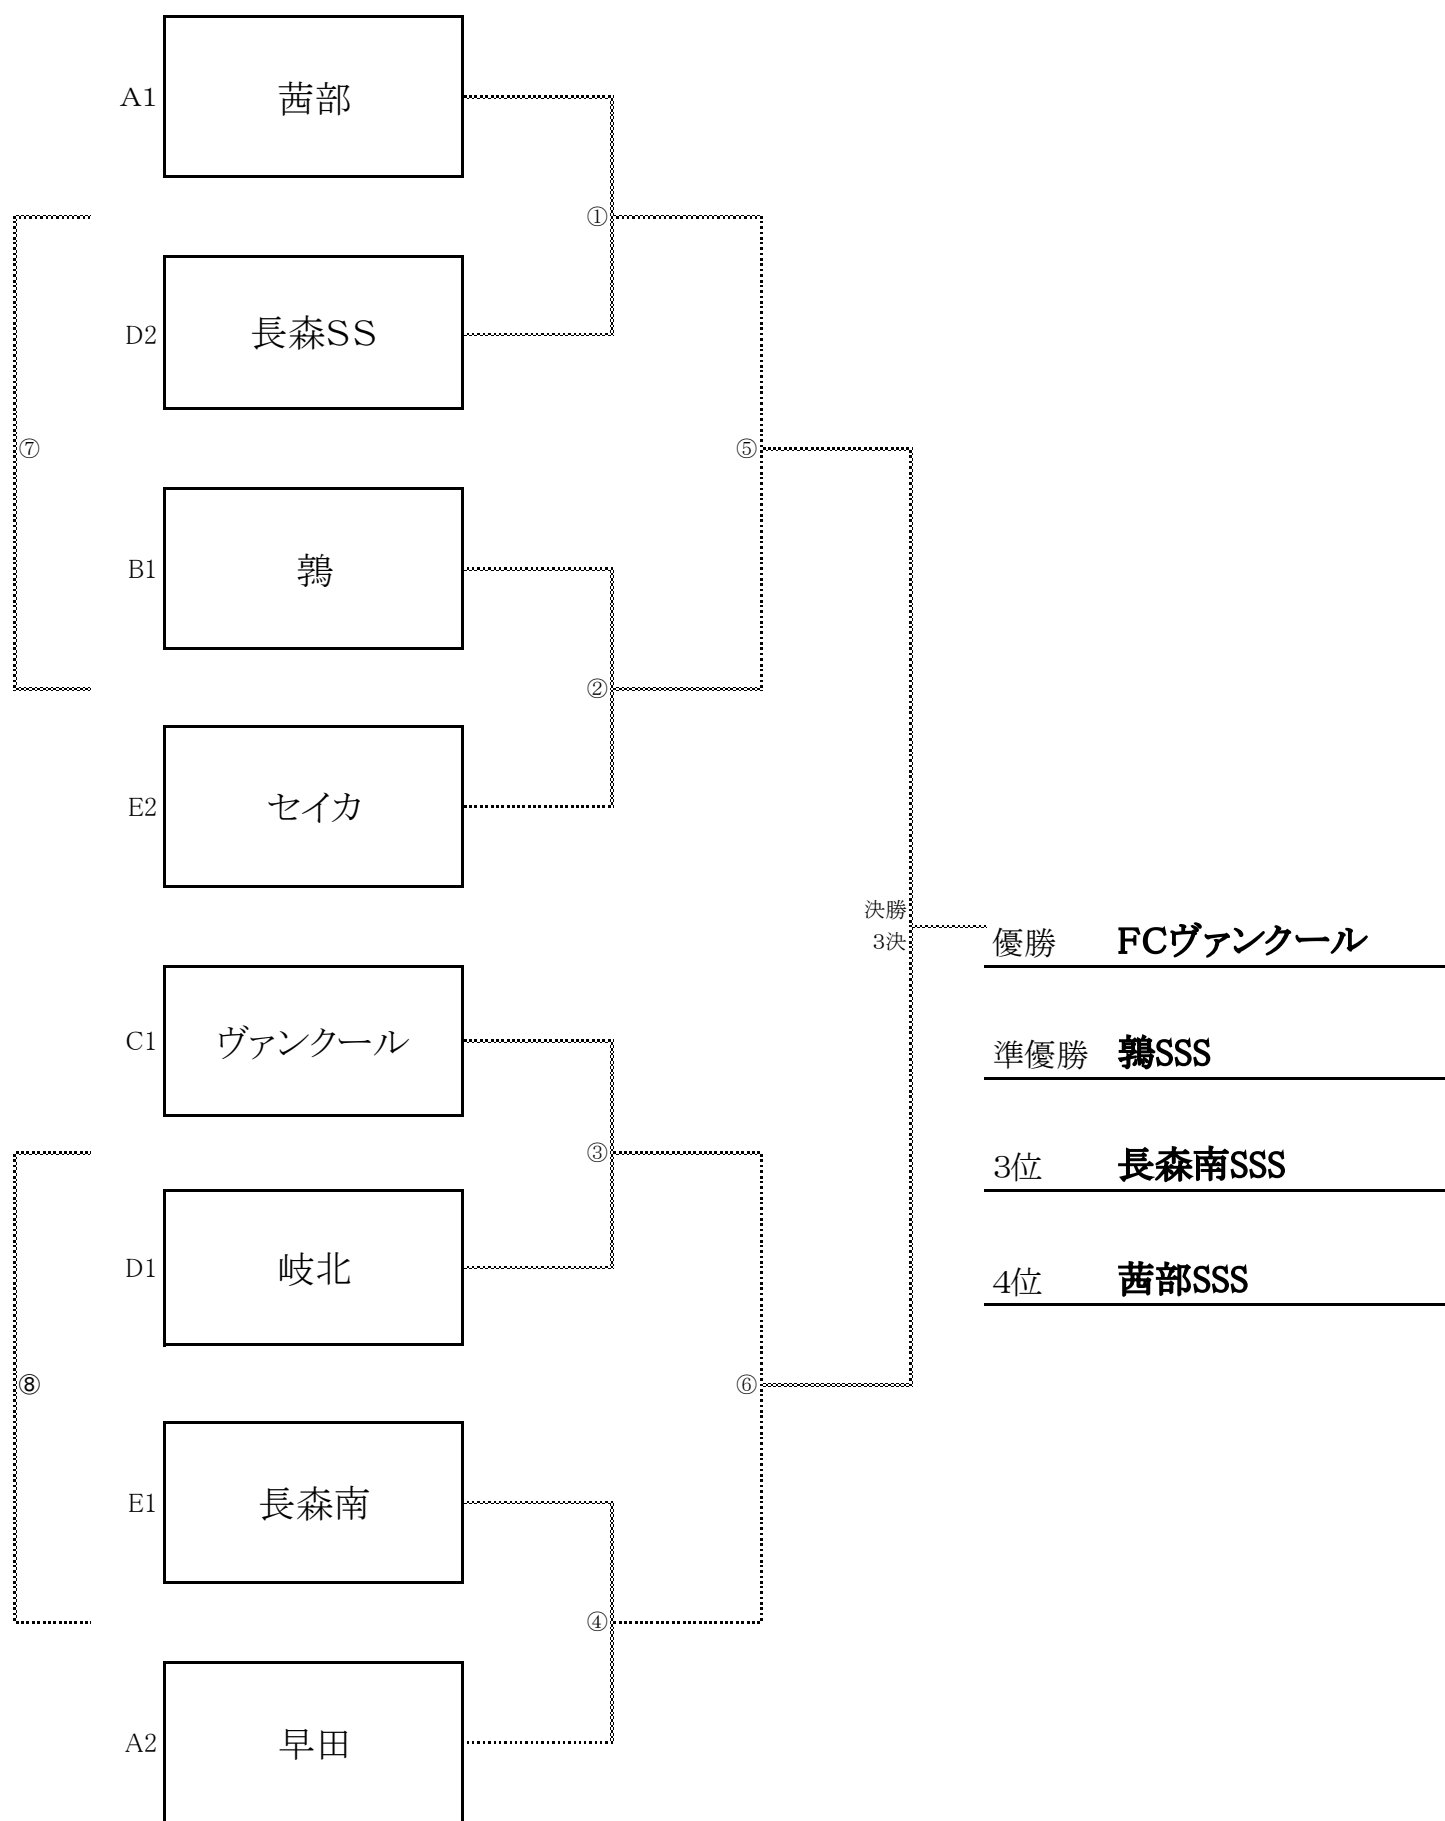 A1
茜部
①
D2
長森SS
⑦
⑤
B1
鶉
②
E2
セイカ
決勝
3決
優勝 FCヴァンクール
C1
ヴァンクール
準優勝 鶉SSS
③
3位 長森南SSS
D1
岐北
4位 茜部SSS
⑧
⑥
E1
長森南
④
A2
早田